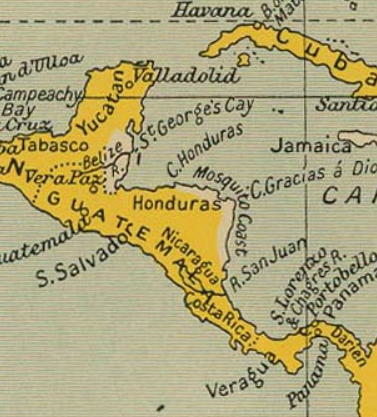 Havana
Cuba
nd'Ulloa
Valladolid
Campeachy
Bay
Cruz
Yucatan
St. George's Cay
C. Honduras
Jamaica
Tabasco
Belize
R.
Mosquito Coast
C. Gracias á Dio
Vera Paz
Honduras
CA
GUATEMALA
Nicaragua
uatemala
S. Salvador
R. San Juan
Costa Rica
S. Lorenzo
& Chagres R.
Portobello
Panama
Darien
Veragua
Panama